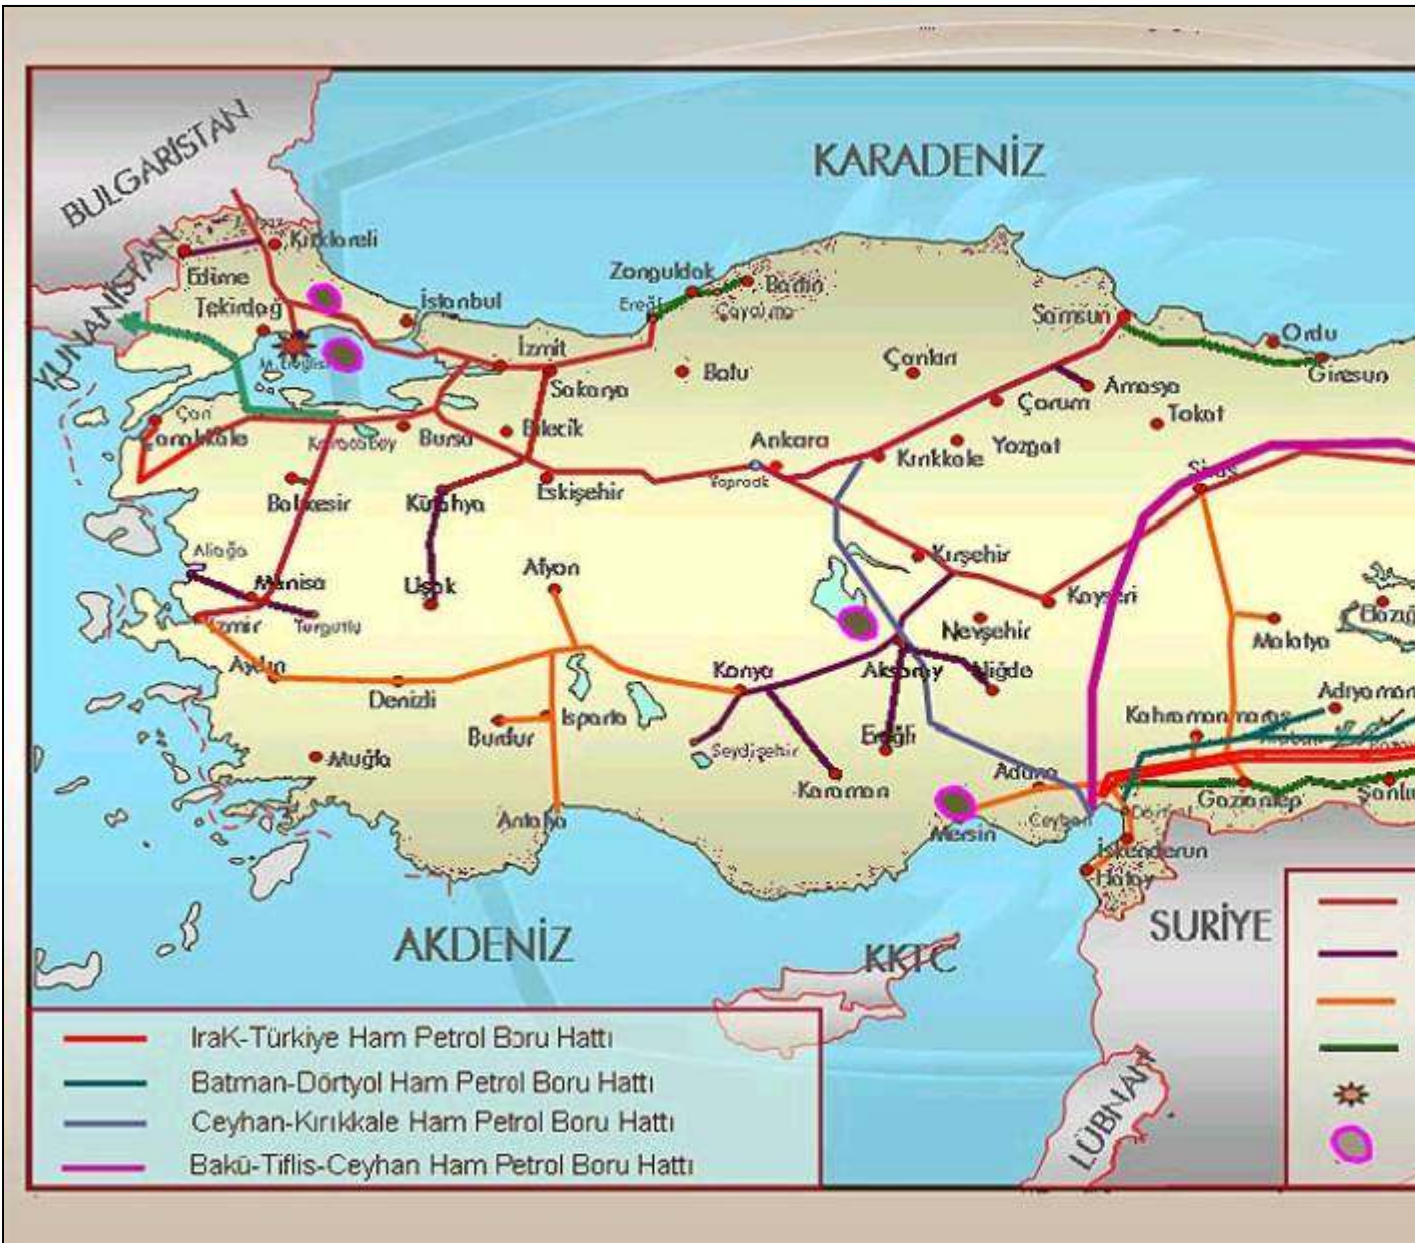 KARADENİZ
BULGARİSTAN
YUNANİSTAN
Kırklareli
Edirne
Tekirdağ
İstanbul
Zonguldak
Bartın
Ereğli
İzmit
Sakarya
Bolu
Çankırı
Samsun
Ordu
Giresun
Amasya
Çorum
Tokat
Çan
Çanakkale
Karacabey
Bursa
Bilecik
Ankara
Kırıkkale
Yozgat
Sivas
Balıkesir
Kütahya
Eskişehir
Aliağa
Manisa
Uşak
Afyon
Kırşehir
Kayseri
İzmir
Turgutlu
Nevşehir
Malatya
Elazığ
Aydın
Denizli
Konya
Aksaray
Niğde
Adıyaman
Burdur
Isparta
Seydişehir
Ereğli
Kahramanmaraş
Muğla
Karaman
Adana
Gaziantep
Şanlıu
Antalya
Mersin
Ceyhan
Dörtyol
İskenderun
Hatay
AKDENİZ
KKTC
SURİYE
LÜBNAN
IraK-Türkiye Ham Petrol Boru Hattı
Batman-Dörtyol Ham Petrol Boru Hattı
Ceyhan-Kırıkkale Ham Petrol Boru Hattı
Bakü-Tiflis-Ceyhan Ham Petrol Boru Hattı